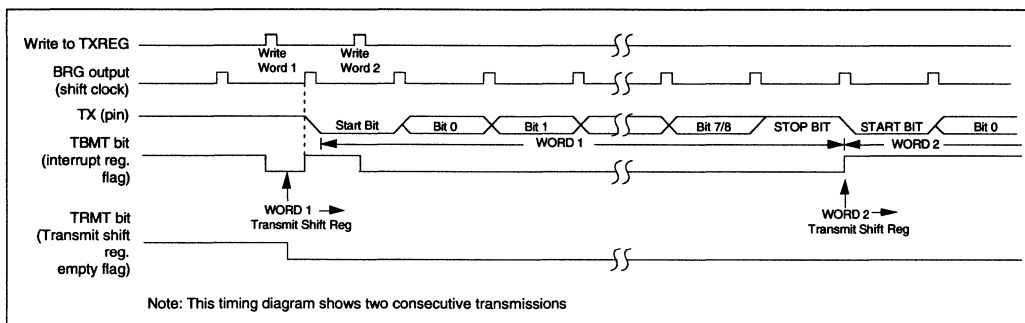 Write to TXREG
Write
Word 1
Write
Word 2
BRG output
(shift clock)
TX (pin)
Start Bit
Bit 0
Bit 1
Bit 7/8
STOP BIT
START BIT
Bit 0
WORD 1
WORD 2
TBMT bit
(interrupt reg.
flag)
WORD 1
Transmit Shift Reg
WORD 2
Transmit Shift Reg
TRMT bit
(Transmit shift
reg.
empty flag)
Note: This timing diagram shows two consecutive transmissions